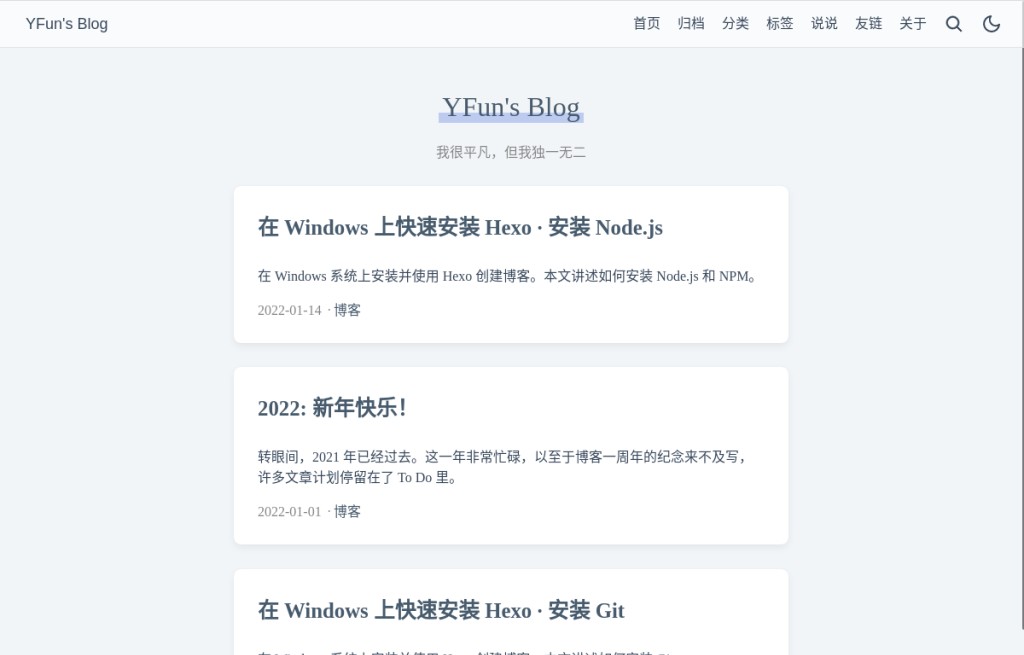 YFun's Blog
首页 归档 分类 标签 说说 友链 关于
YFun's Blog
我很平凡，但我独一无二
在 Windows 上快速安装 Hexo · 安装 Node.js
在 Windows 系统上安装并使用 Hexo 创建博客。本文讲述如何安装 Node.js 和 NPM。
2022-01-14 · 博客
2022: 新年快乐！
转眼间，2021 年已经过去。这一年非常忙碌，以至于博客一周年的纪念来不及写，
许多文章计划停留在了 To Do 里。
2022-01-01 · 博客
在 Windows 上快速安装 Hexo · 安装 Git